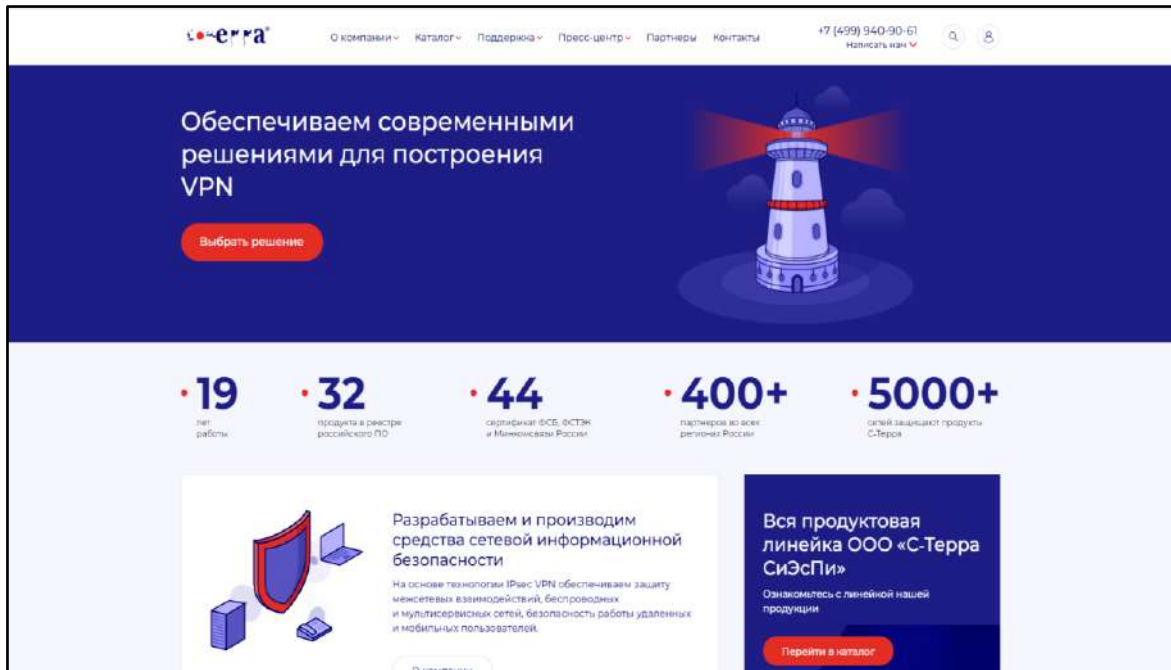 с•терра®
О компании
Каталог
Поддержка
Пресс-центр
Партнеры
Контакты
+7 (499) 940-90-61
Написать нам
Обеспечиваем современными
решениями для построения
VPN
Выбрать решение
19
лет
работы
32
продукта в реестре
российского ПО
44
сертификат ФСБ, ФСТЭК
и Минкомсвязи России
400+
партнеров во всех
регионах России
5000+
сетей защищают продукты
С-Терра
Разрабатываем и производим
средства сетевой информационной
безопасности
На основе технологии IPsec VPN обеспечиваем защиту
межсетевых взаимодействий, беспроводных
и мультисервисных сетей, безопасность работы удаленных
и мобильных пользователей.
О компании
Вся продуктовая
линейка ООО «С-Терра
СиЭсПи»
Ознакомьтесь с линейкой нашей
продукции
Перейти в каталог